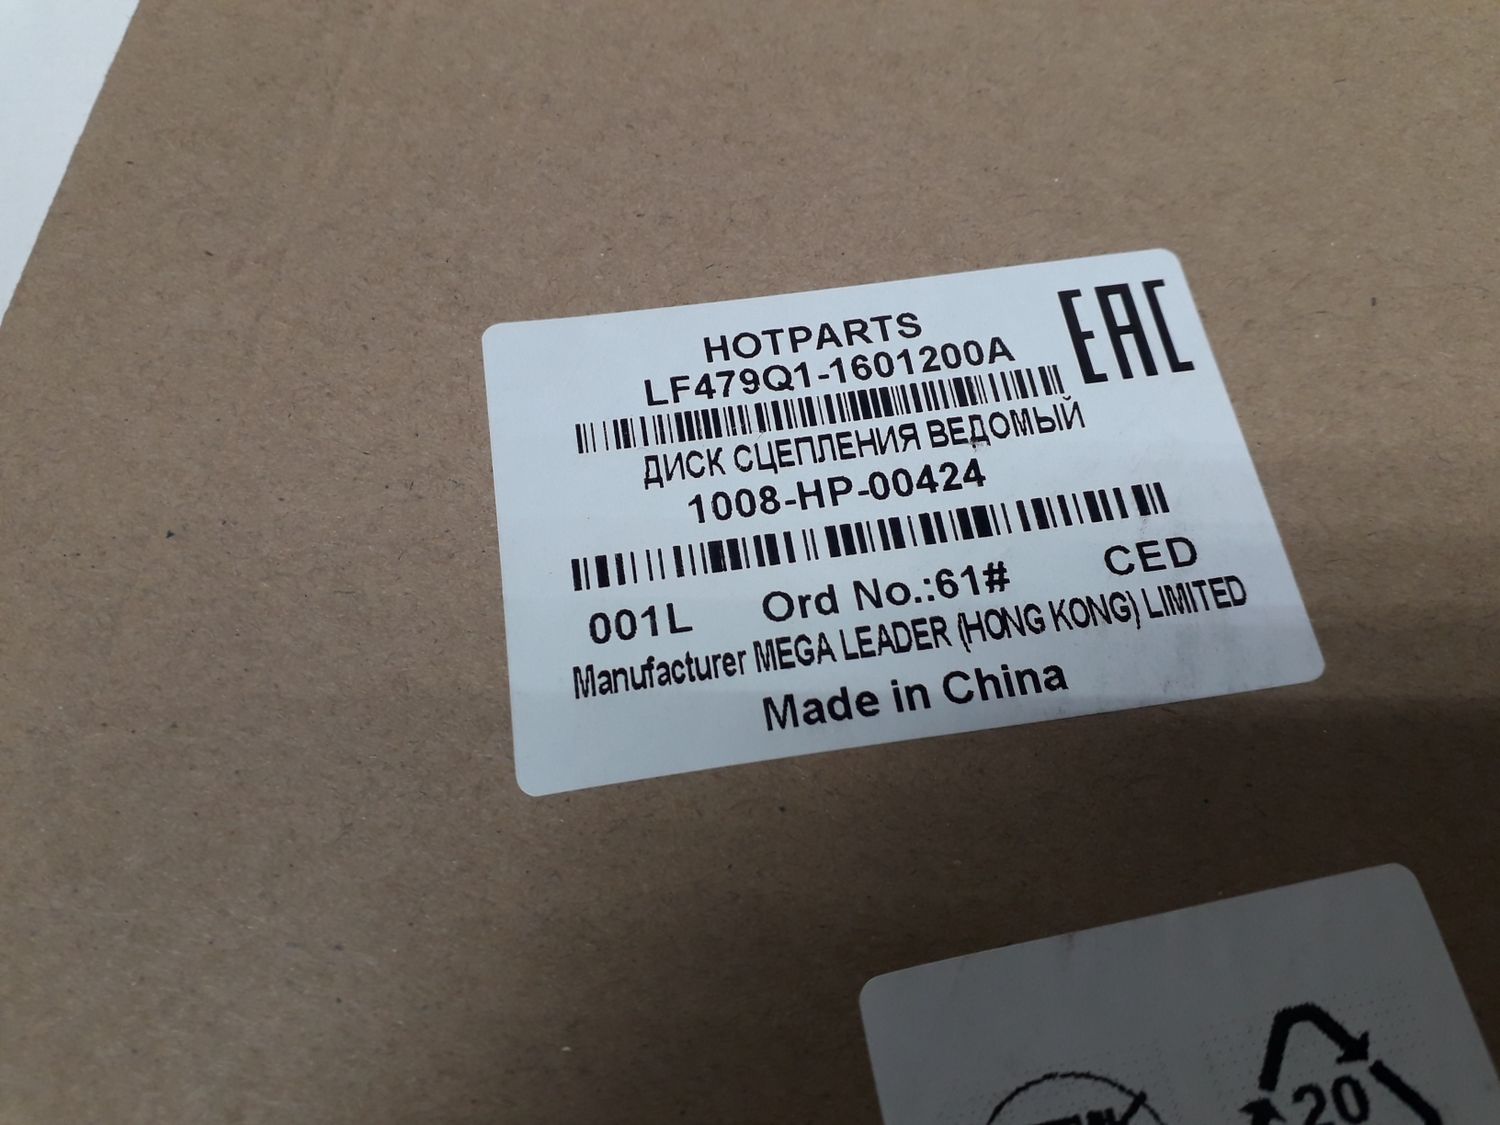 HOTPARTS
EAC
LF479Q1-1601200A
ДИСК СЦЕПЛЕНИЯ ВЕДОМЫЙ
1008-HP-00424
001L Ord No.:61# CED
Manufacturer MEGA LEADER (HONG KONG) LIMITED
Made in China
20